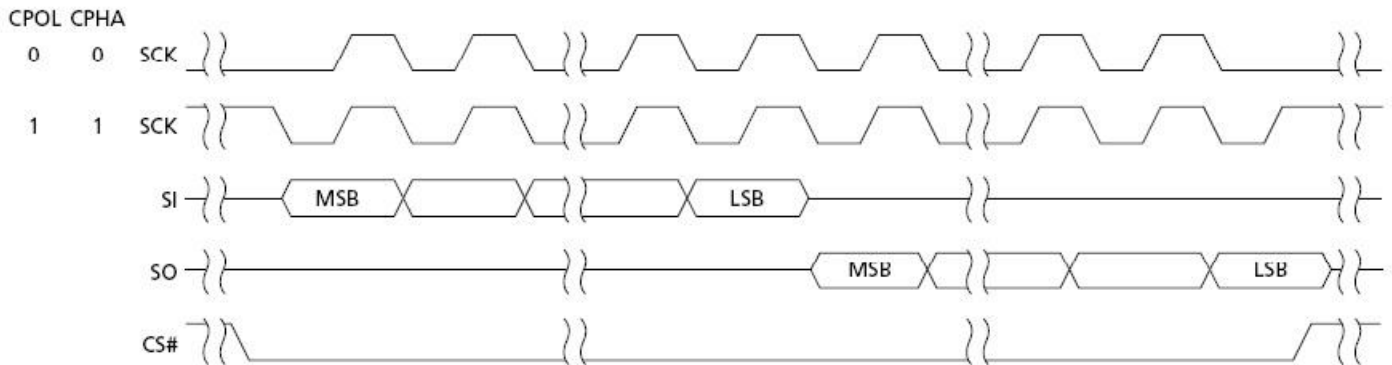 CPOL CPHA
0 0 SCK
1 1 SCK
SI MSB LSB
SO MSB LSB
CS#